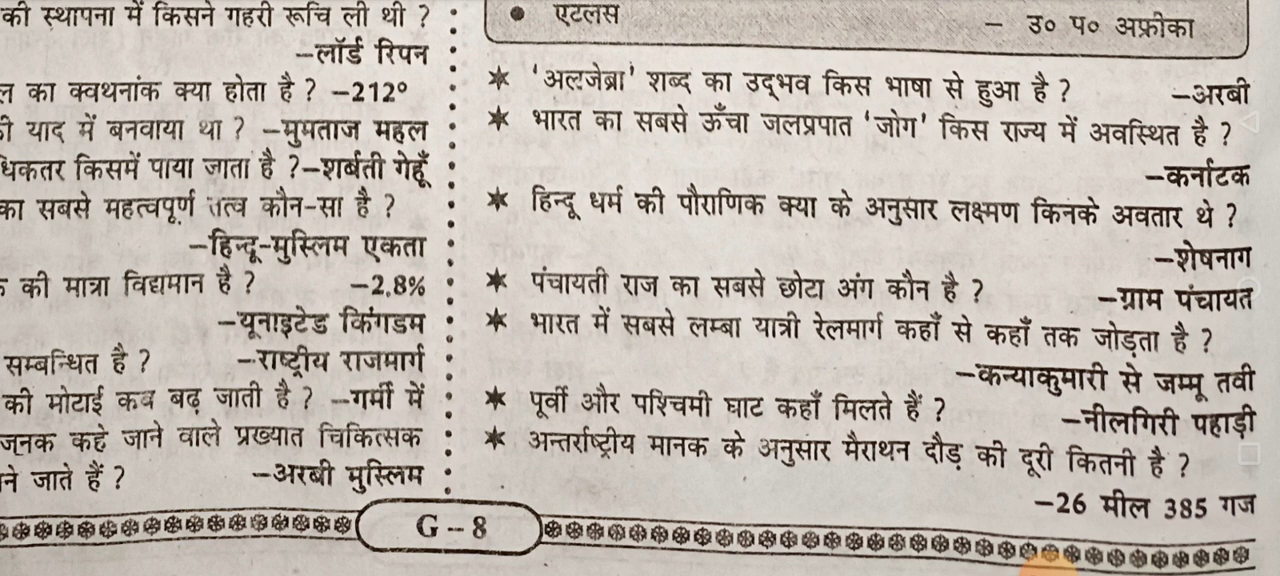 की स्थापना में किसने गहरी रूचि ली थी ?
–लॉर्ड रिपन
ल का क्वथनांक क्या होता है ? –212°
ी याद में बनवाया था ? –मुमताज महल
धिकतर किसमें पाया जाता है ?–शर्बती गेहूँ
का सबसे महत्वपूर्ण तत्व कौन-सा है ?
–हिन्दू-मुस्लिम एकता
की मात्रा विद्यमान है ? –2.8%
–यूनाइटेड किंगडम
सम्बन्धित है ? –राष्ट्रीय राजमार्ग
की मोटाई कब बढ़ जाती है ? –गर्मी में
जनक कहे जाने वाले प्रख्यात चिकित्सक
ने जाते हैं ? –अरबी मुस्लिम
● एटलस – उ० प० अफ्रीका
★ 'अल्जेब्रा' शब्द का उद्भव किस भाषा से हुआ है ? –अरबी
★ भारत का सबसे ऊँचा जलप्रपात 'जोग' किस राज्य में अवस्थित है ?
–कर्नाटक
★ हिन्दू धर्म की पौराणिक क्या के अनुसार लक्ष्मण किनके अवतार थे ?
–शेषनाग
★ पंचायती राज का सबसे छोटा अंग कौन है ? –ग्राम पंचायत
★ भारत में सबसे लम्बा यात्री रेलमार्ग कहाँ से कहाँ तक जोड़ता है ?
–कन्याकुमारी से जम्मू तवी
★ पूर्वी और पश्चिमी घाट कहाँ मिलते हैं ? –नीलगिरी पहाड़ी
★ अन्तर्राष्ट्रीय मानक के अनुसार मैराथन दौड़ की दूरी कितनी है ?
–26 मील 385 गज
G – 8